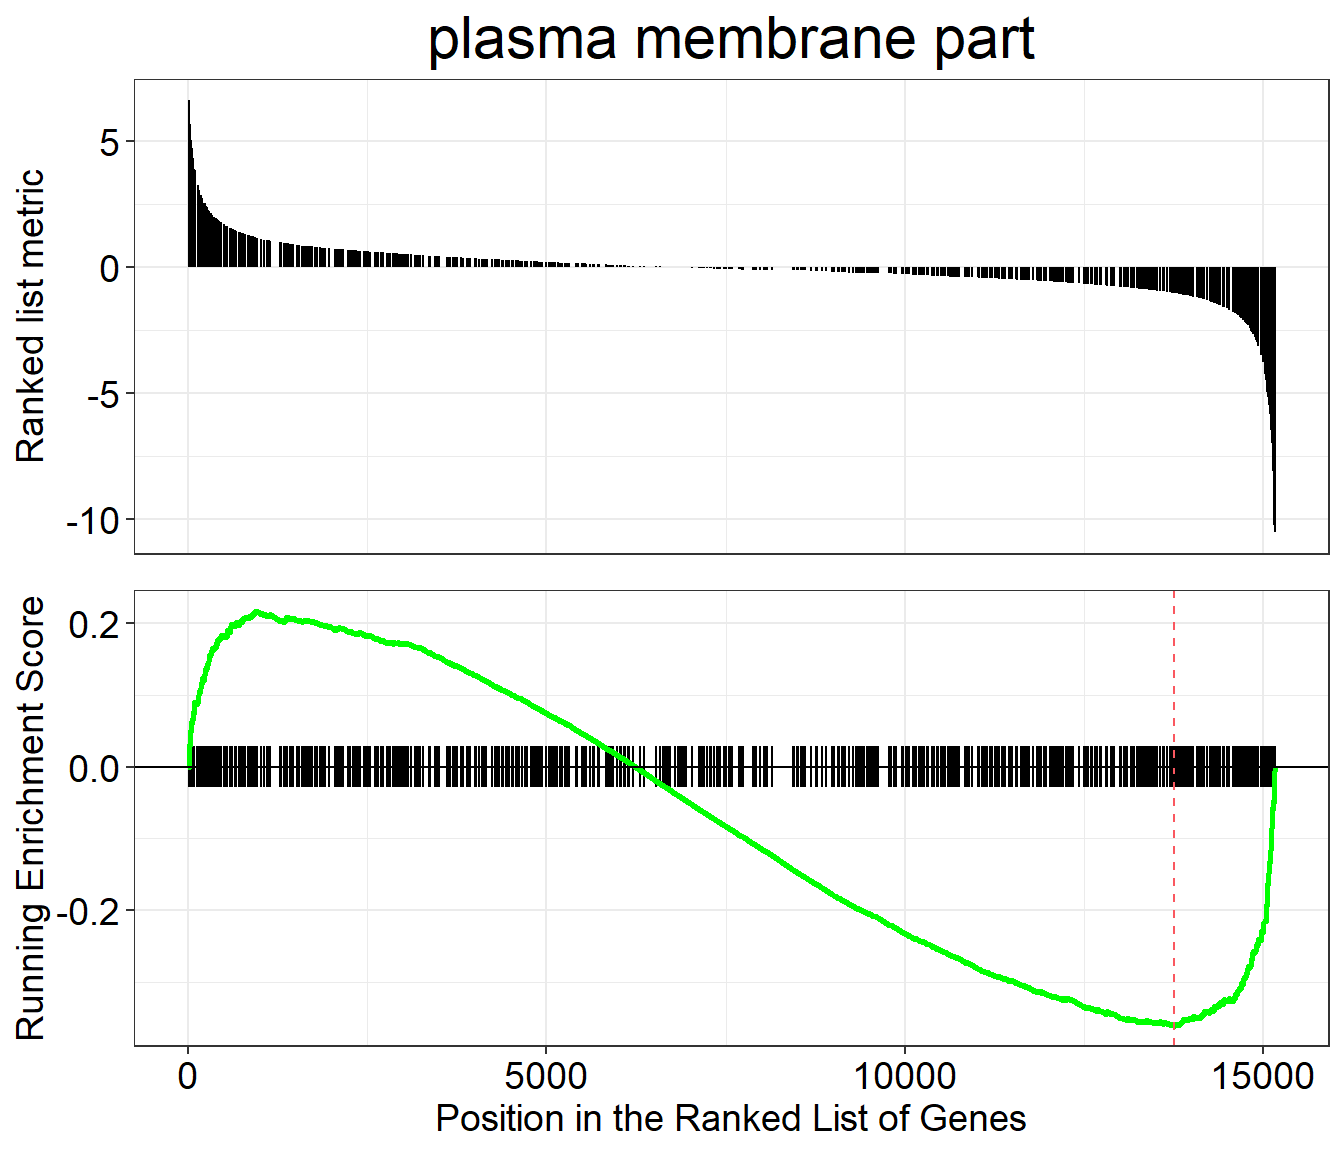 plasma membrane part
Ranked list metric
5
0
-5
-10
Running Enrichment Score
0.2
0.0
-0.2
0
5000
10000
15000
Position in the Ranked List of Genes